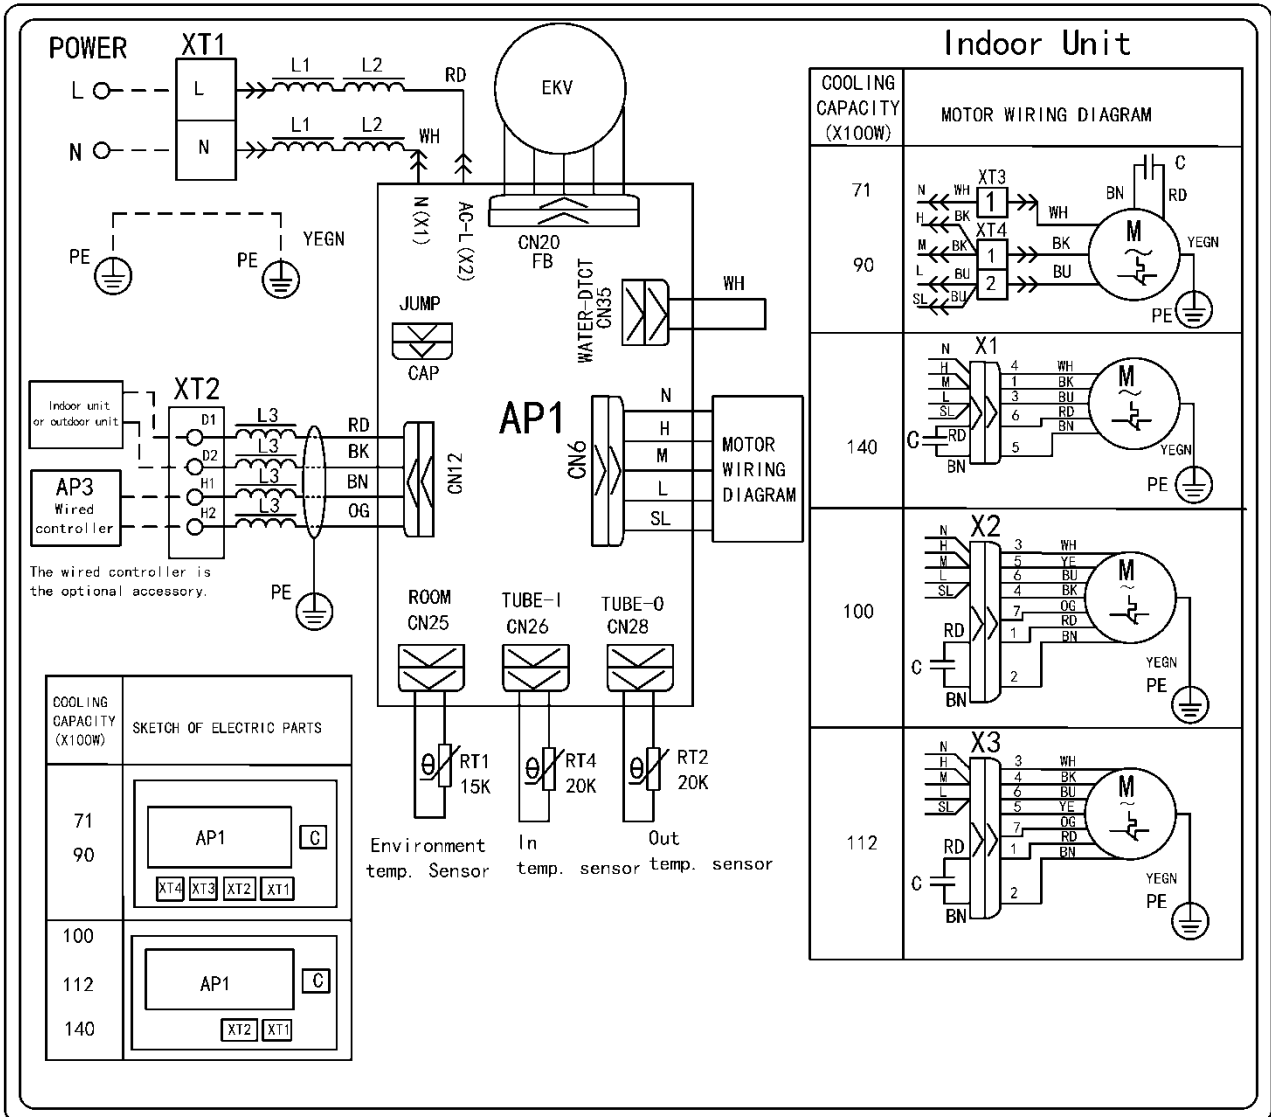 Indoor Unit
POWER
XT1
L
L
L1
L2
RD
N
N
L1
L2
WH
EKV
PE
PE
YEGN
N(X1)
AC-L(X2)
CN20
FB
JUMP
CAP
WATER-DTCT
CN35
WH
AP1
Indoor unit
or outdoor unit
AP3
Wired
controller
XT2
D1
D2
H1
H2
L3
L3
L3
L3
RD
BK
BN
OG
CN12
PE
The wired controller is
the optional accessory.
CN6
N
H
M
L
SL
MOTOR
WIRING
DIAGRAM
ROOM
CN25
TUBE-I
CN26
TUBE-O
CN28
θ
RT1
15K
θ
RT4
20K
θ
RT2
20K
Environment
temp. Sensor
In
temp. sensor
Out
temp. sensor
COOLING
CAPACITY
(X100W)
SKETCH OF ELECTRIC PARTS
71
90
AP1
C
XT4
XT3
XT2
XT1
100
112
140
AP1
C
XT2
XT1
COOLING
CAPACITY
(X100W)
MOTOR WIRING DIAGRAM
71
90
N
WH
XT3
1
WH
H
BK
XT4
M
BK
1
BK
L
BU
2
BU
SL
BU
BN
C
RD
M
~
YEGN
PE
140
X1
N
H
M
L
SL
4
WH
1
BK
3
BU
6
RD
BN
5
C
RD
BN
M
~
YEGN
PE
100
X2
N
H
M
L
SL
3
WH
5
YE
6
BU
4
BK
7
OG
1
RD
BN
2
RD
C
BN
M
~
YEGN
PE
112
X3
N
H
M
L
SL
3
WH
4
BK
6
BU
5
YE
7
OG
1
RD
BN
2
RD
C
BN
M
~
YEGN
PE